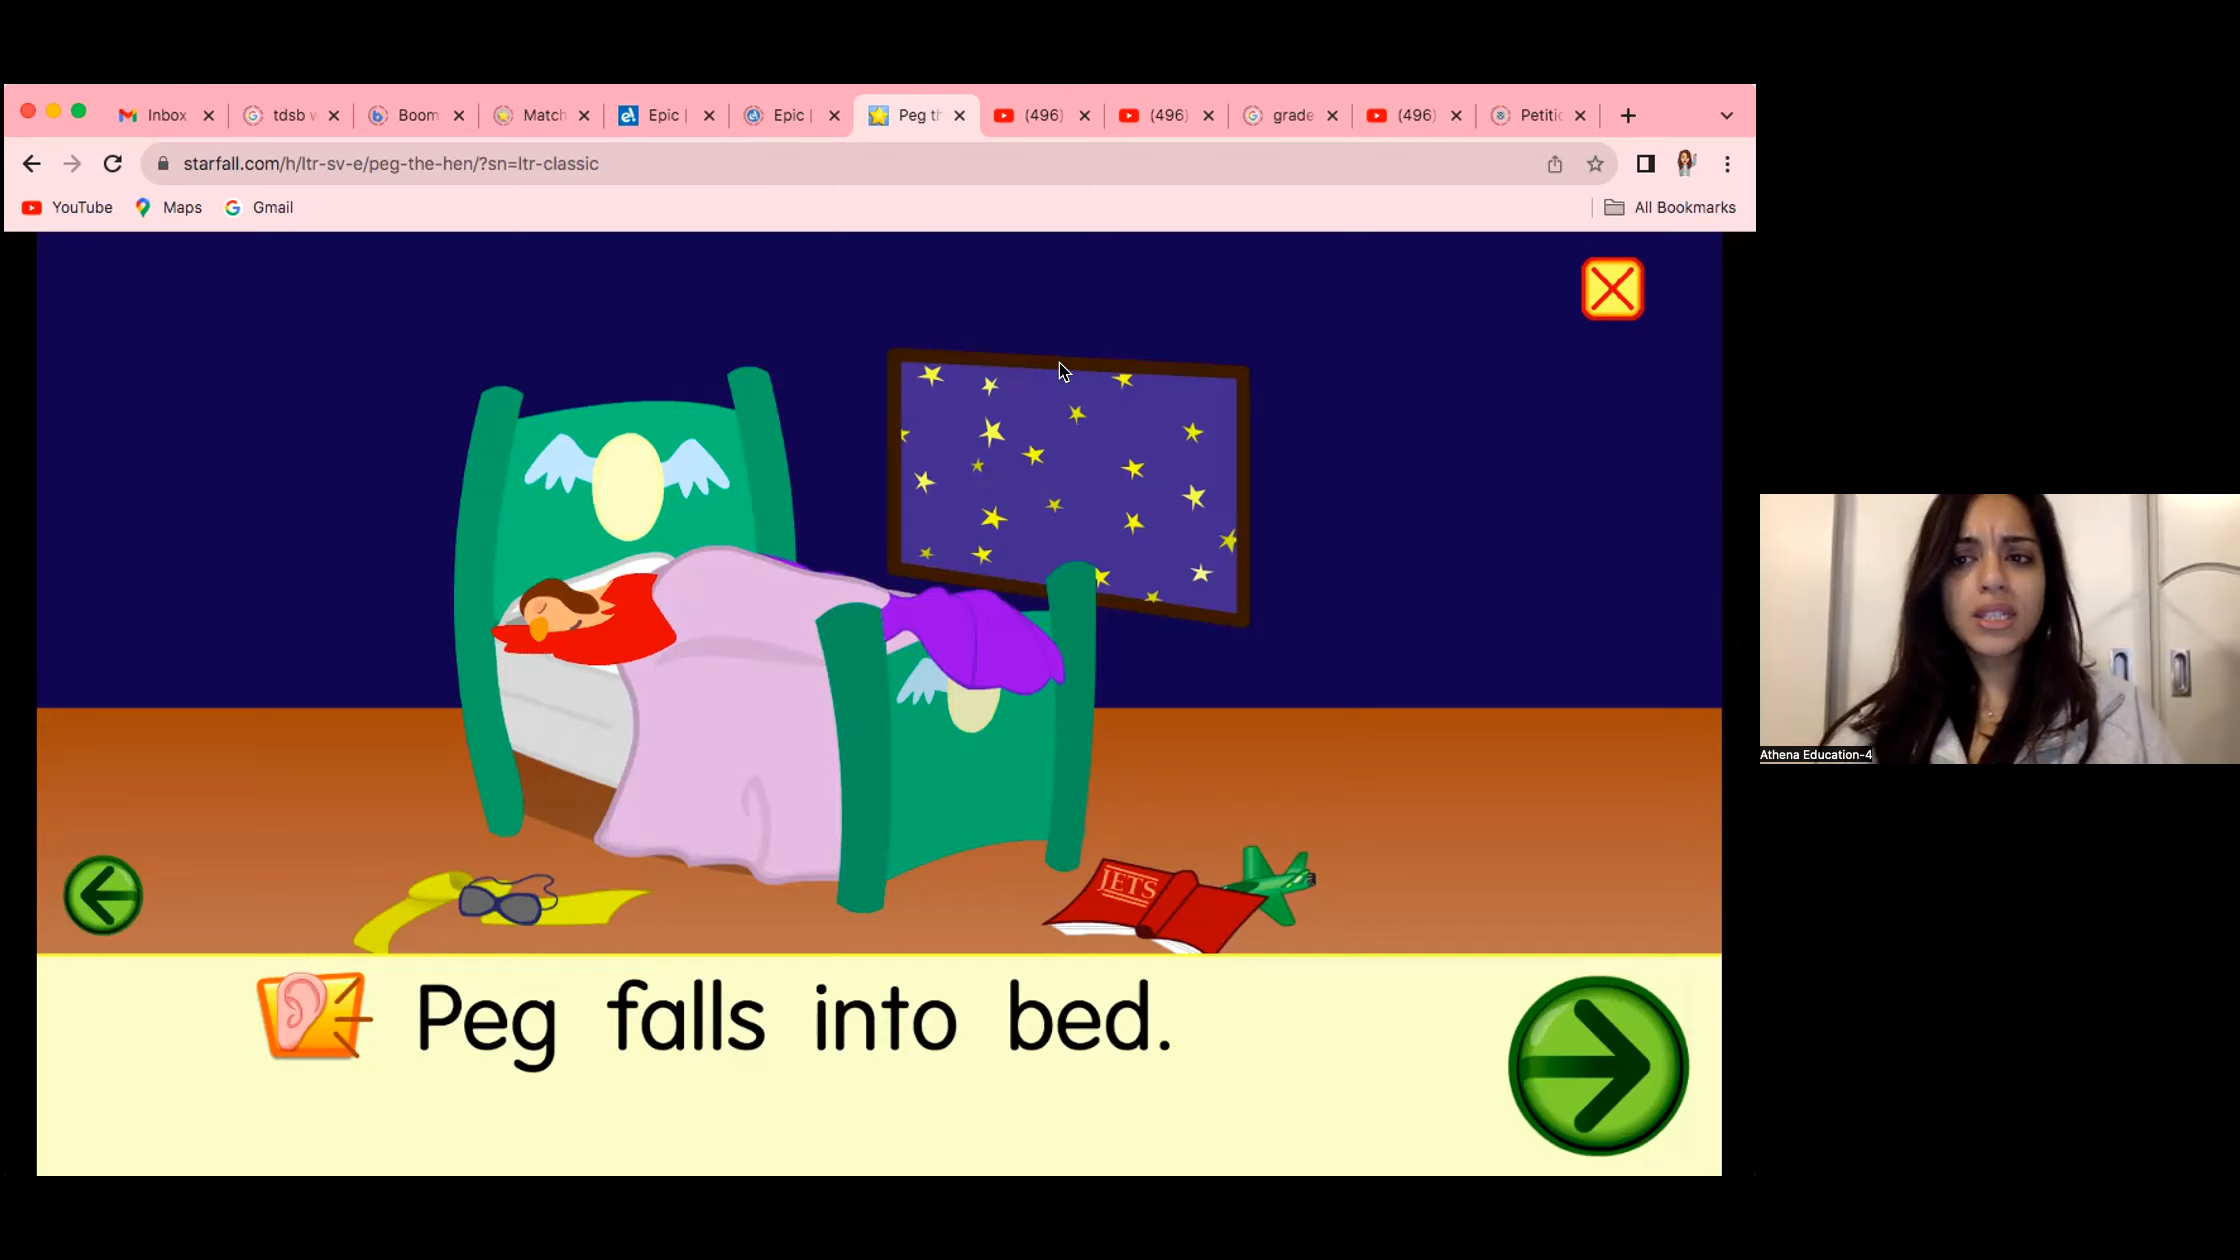 Inbox
tdsb w
Boom
Match
Epic |
Epic |
Peg th
(496)
(496)
grade
(496)
Petitic
starfall.com/h/ltr-sv-e/peg-the-hen/?sn=ltr-classic
YouTube
Maps
Gmail
All Bookmarks
JETS
Athena Education-4
Peg falls into bed.